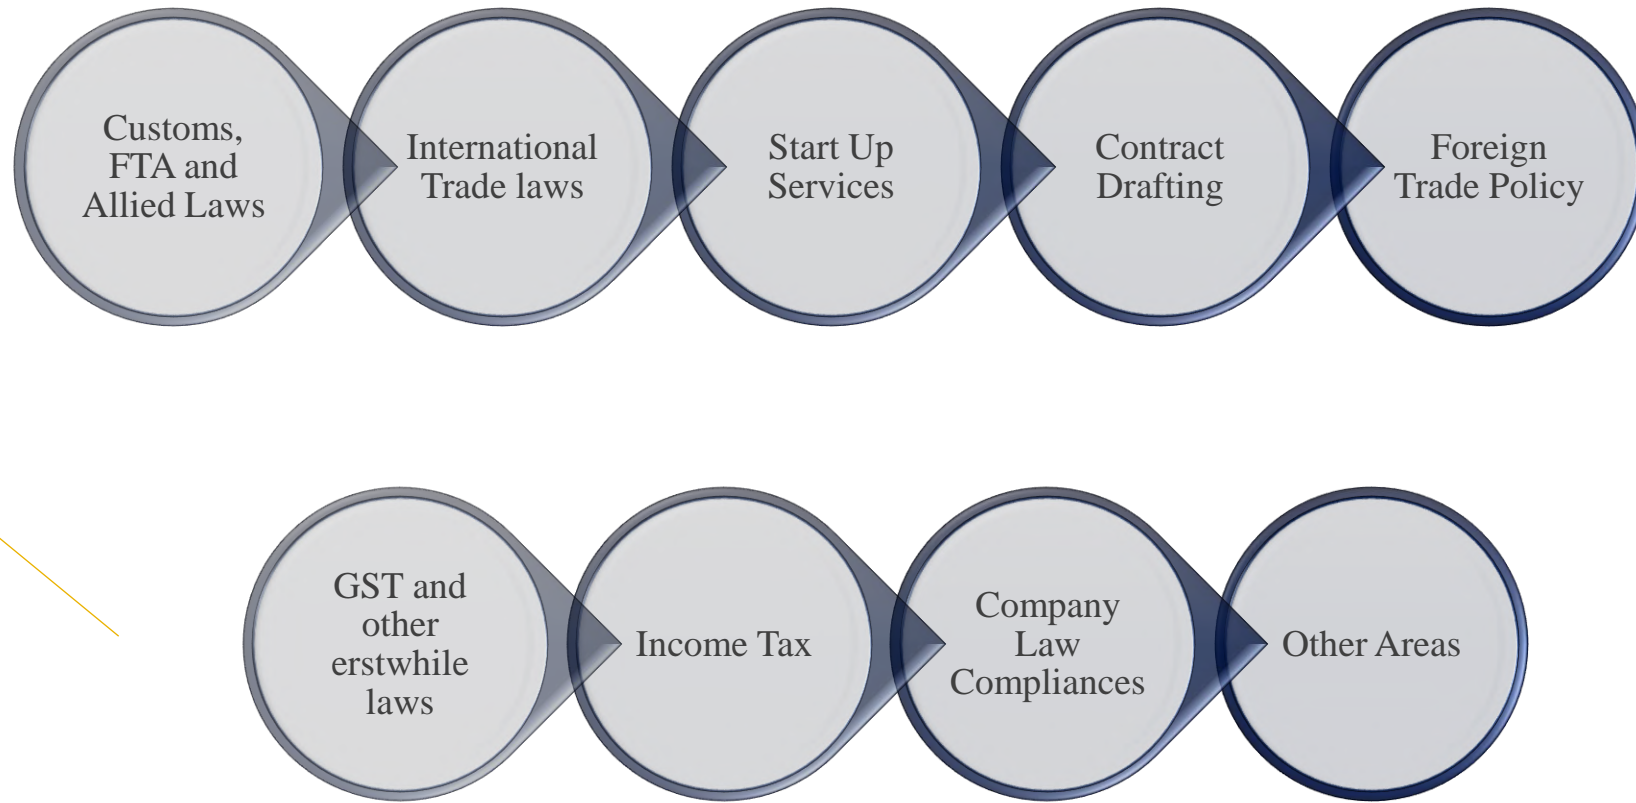 Customs,
FTA and
Allied Laws
International
Trade laws
Start Up
Services
Contract
Drafting
Foreign
Trade Policy
GST and
other
erstwhile
laws
Income Tax
Company
Law
Compliances
Other Areas